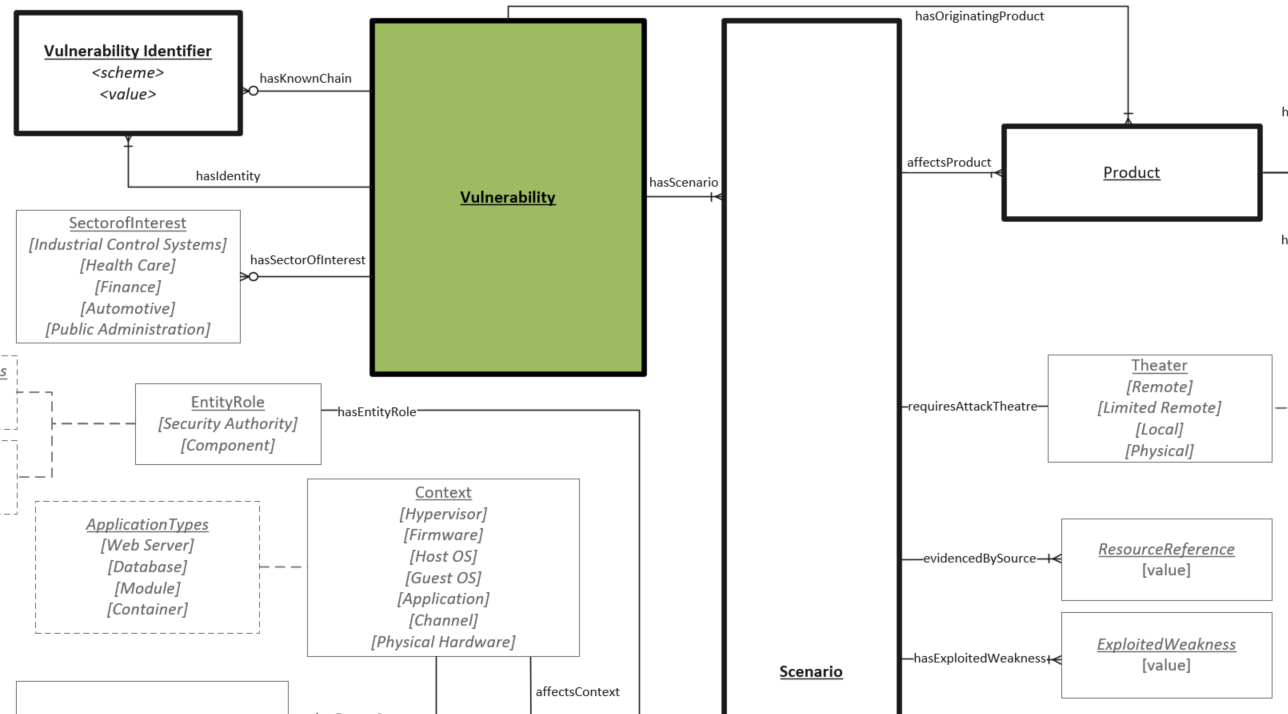 hasOriginatingProduct
Vulnerability Identifier
<scheme>
<value>
hasKnownChain
hasIdentity
Vulnerability
hasScenario
affectsProduct
Product
SectorofInterest
[Industrial Control Systems]
[Health Care]
[Finance]
[Automotive]
[Public Administration]
hasSectorOfInterest
EntityRole
[Security Authority]
[Component]
hasEntityRole
Theater
[Remote]
[Limited Remote]
[Local]
[Physical]
requiresAttackTheatre
ApplicationTypes
[Web Server]
[Database]
[Module]
[Container]
Context
[Hypervisor]
[Firmware]
[Host OS]
[Guest OS]
[Application]
[Channel]
[Physical Hardware]
affectsContext
evidencedBySource
ResourceReference
[value]
hasExploitedWeakness
ExploitedWeakness
[value]
Scenario